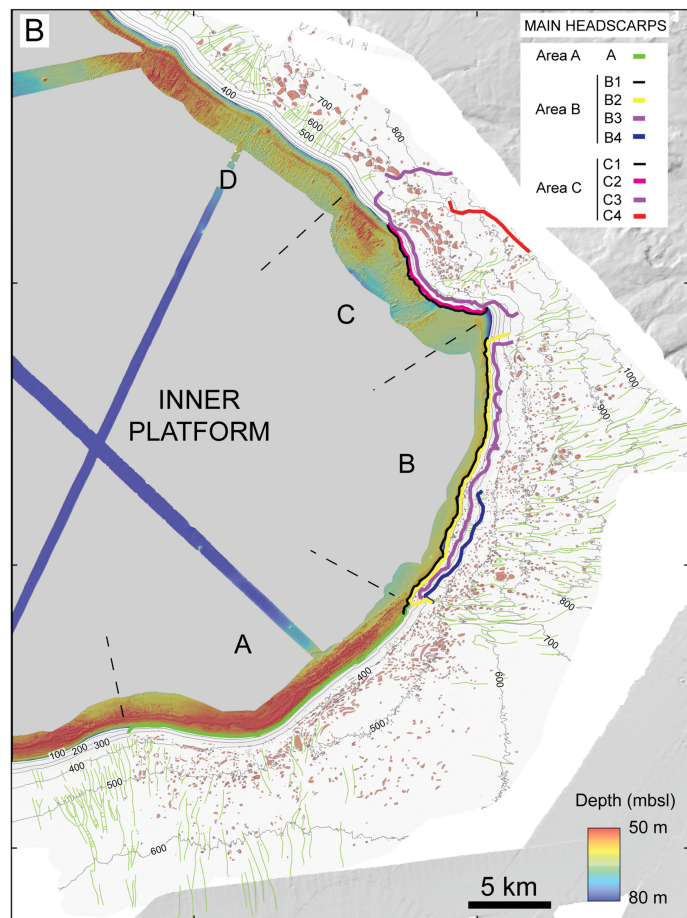 B
MAIN HEADSCARPS
Area A A
Area B B1
B2
B3
B4
Area C C1
C2
C3
C4
400
700
600
500
800
D
C
INNER
PLATFORM
B
A
1000
900
800
700
600
400
500
100 200 300
400
500
600
Depth (mbsl)
50 m
80 m
5 km